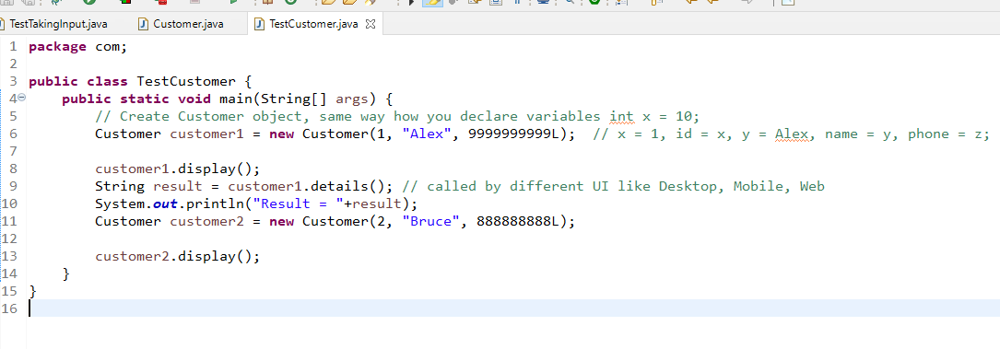 TestTakingInput.java Customer.java TestCustomer.java
1 package com;
2
3 public class TestCustomer {
4 public static void main(String[] args) {
5 // Create Customer object, same way how you declare variables int x = 10;
6 Customer customer1 = new Customer(1, "Alex", 9999999999L); // x = 1, id = x, y = Alex, name = y, phone = z;
7
8 customer1.display();
9 String result = customer1.details(); // called by different UI like Desktop, Mobile, Web
10 System.out.println("Result = "+result);
11 Customer customer2 = new Customer(2, "Bruce", 888888888L);
12
13 customer2.display();
14 }
15 }
16